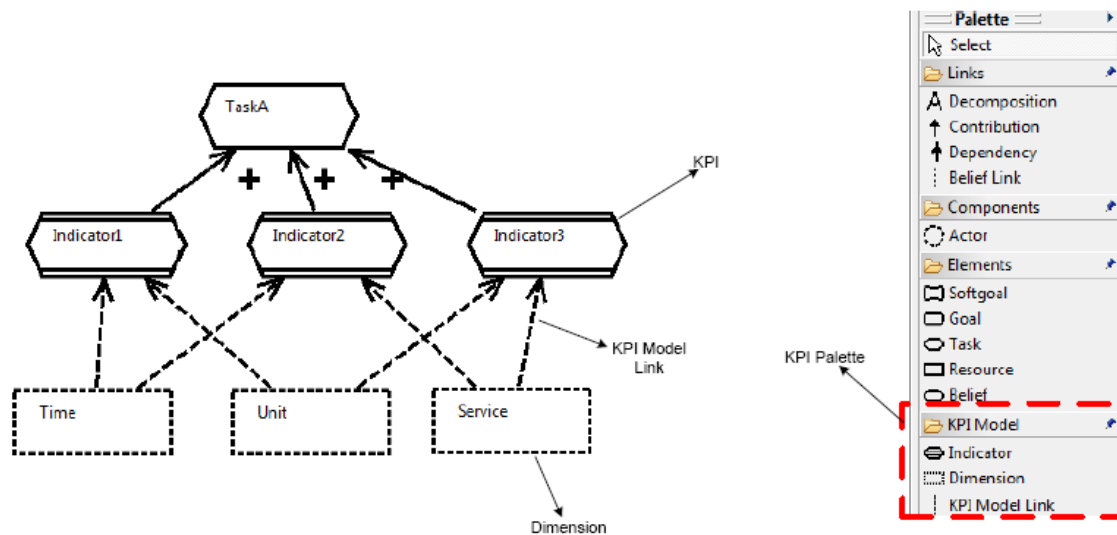 TaskA
+ + +
KPI
Indicator1
Indicator2
Indicator3
KPI Model
Link
Time
Unit
Service
Dimension
KPI Palette
Palette
Select
Links
Decomposition
Contribution
Dependency
Belief Link
Components
Actor
Elements
Softgoal
Goal
Task
Resource
Belief
KPI Model
Indicator
Dimension
KPI Model Link